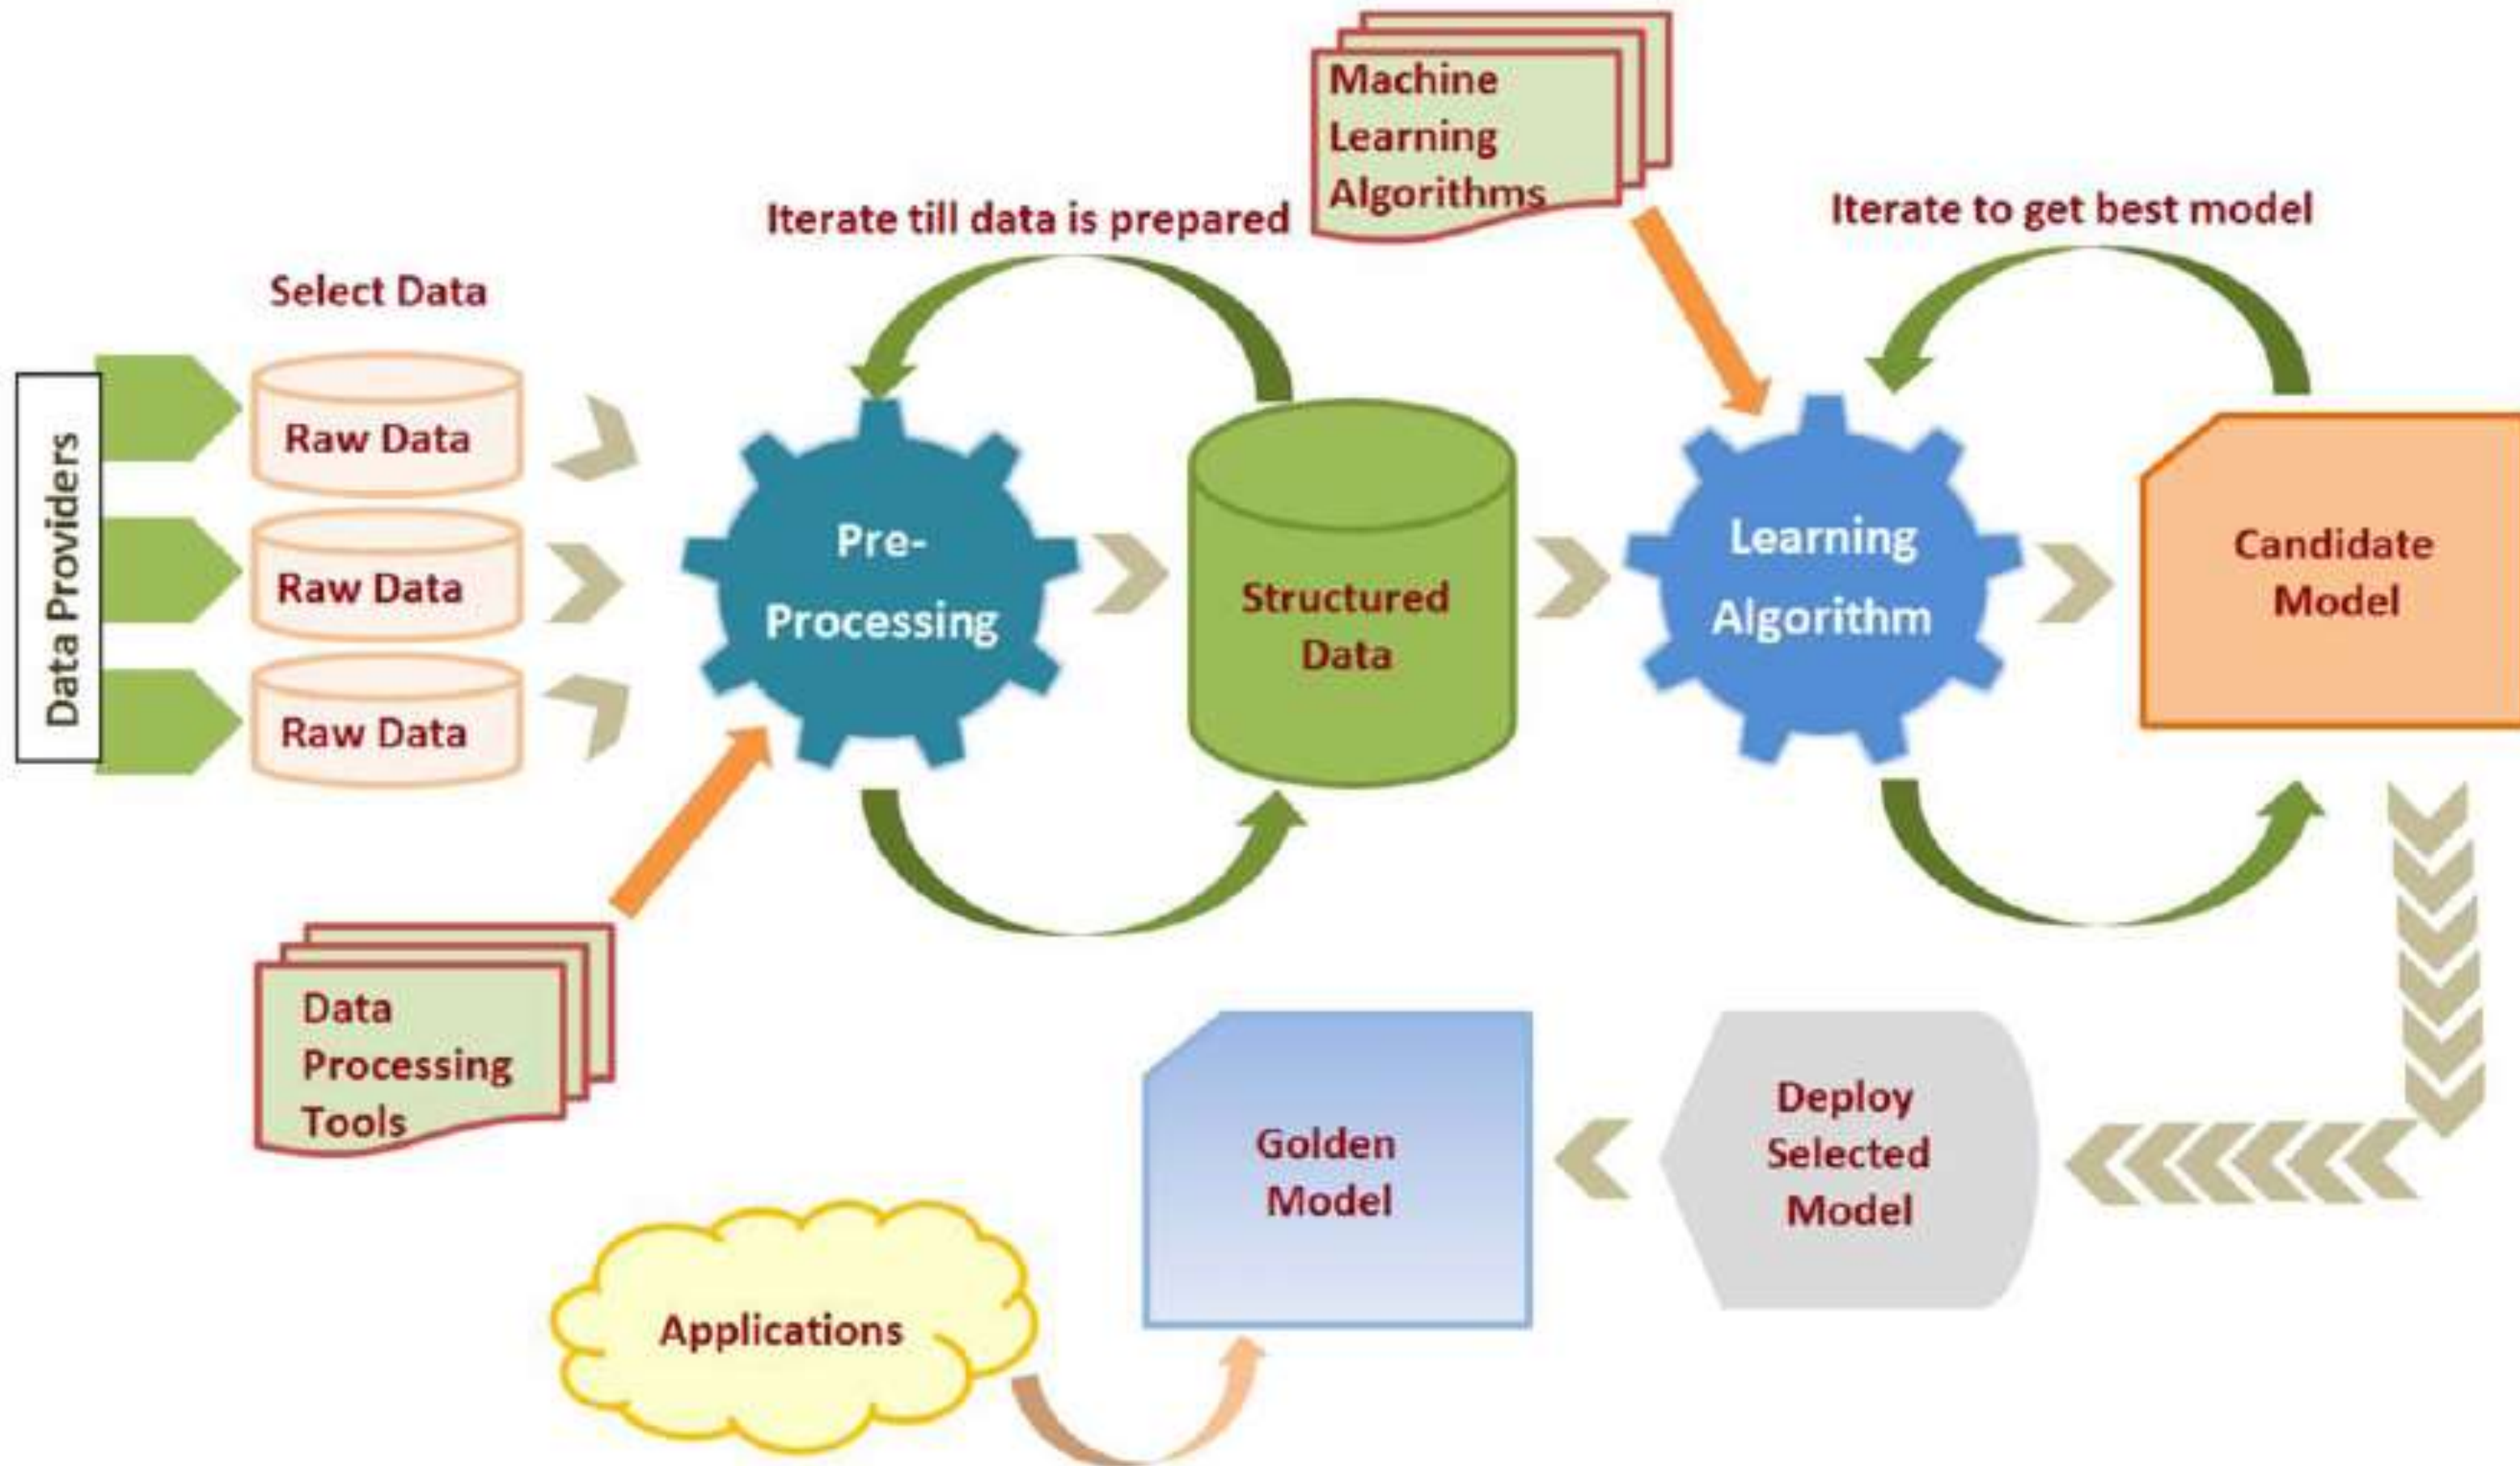 Machine
Learning
Algorithms
Iterate till data is prepared
Iterate to get best model
Select Data
Data Providers
Raw Data
Raw Data
Raw Data
Pre-
Processing
Structured
Data
Learning
Algorithm
Candidate
Model
Data
Processing
Tools
Golden
Model
Deploy
Selected
Model
Applications